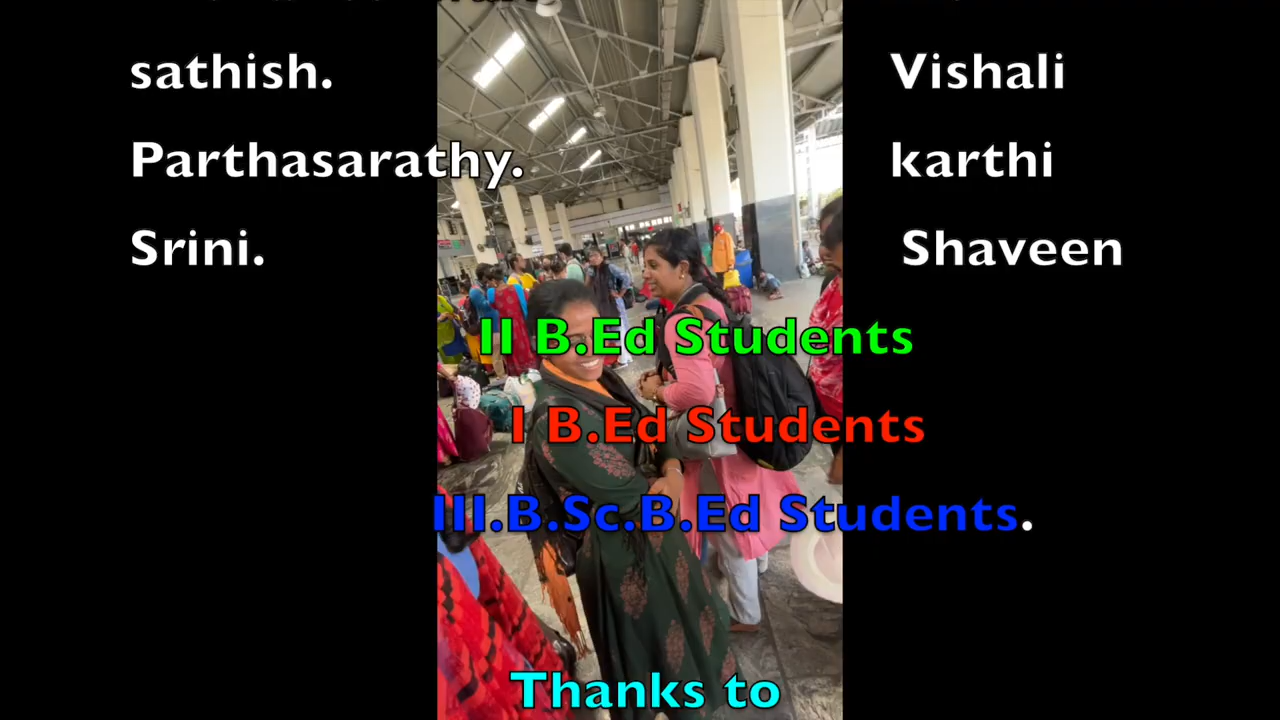 sathish. Vishali
Parthasarathy. karthi
Srini. Shaveen
II B.Ed Students
I B.Ed Students
III.B.Sc.B.Ed Students.
Thanks to